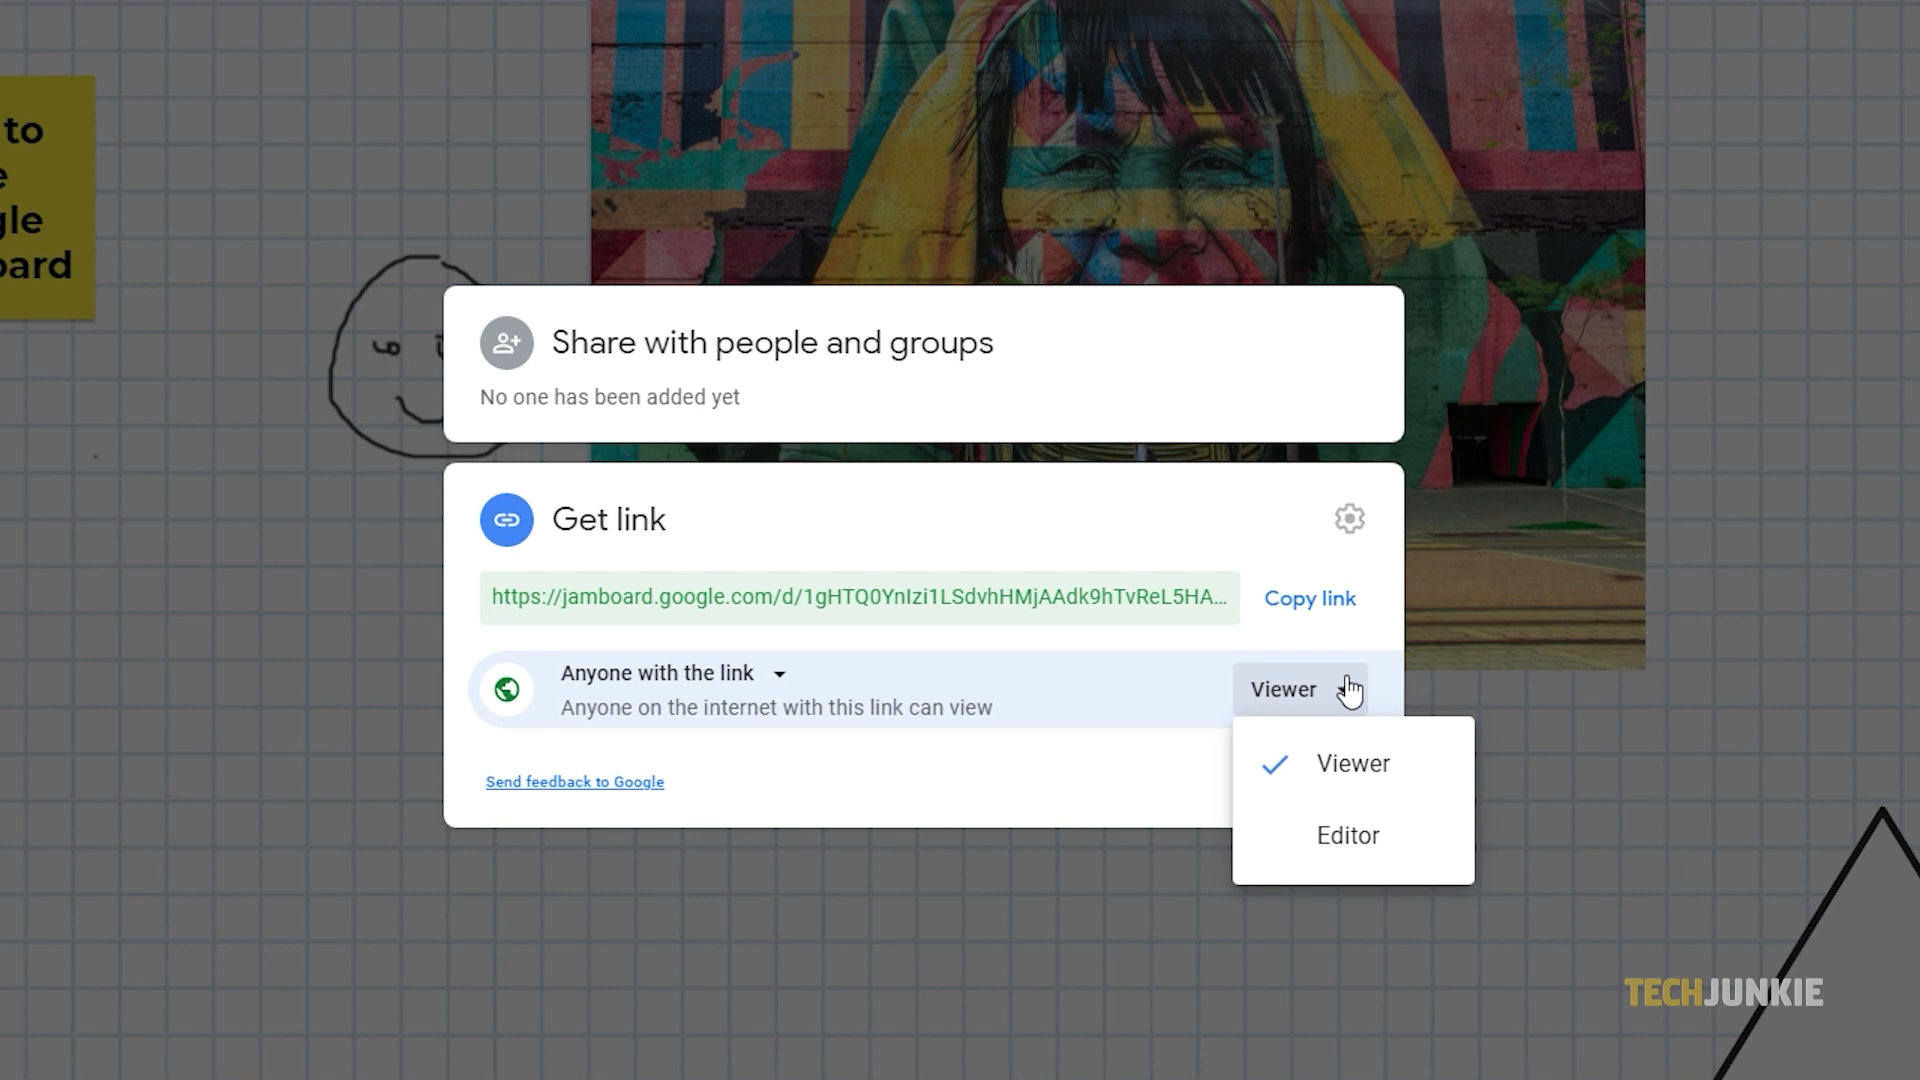 to
e
gle
oard
Share with people and groups
No one has been added yet
Get link
https://jamboard.google.com/d/1gHTQ0YnIzi1LSdvhHMjAAdk9hTvReL5HA...
Copy link
Anyone with the link
Anyone on the internet with this link can view
Viewer
Viewer
Editor
Send feedback to Google
TECHJUNKIE